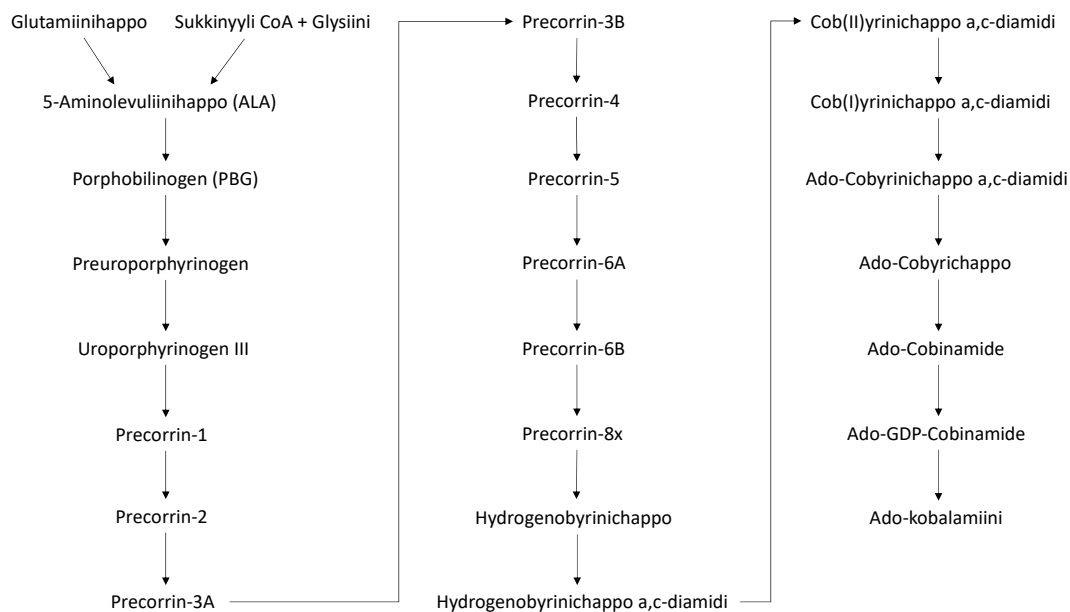 Glutamiinihappo
Sukkinyyli CoA + Glysiini
5-Aminolevuliinihappo (ALA)
Porphobilinogen (PBG)
Preuroporphyrinogen
Uroporphyrinogen III
Precorrin-1
Precorrin-2
Precorrin-3A
Precorrin-3B
Precorrin-4
Precorrin-5
Precorrin-6A
Precorrin-6B
Precorrin-8x
Hydrogenobyrinichappo
Hydrogenobyrinichappo a,c-diamidi
Cob(II)yrinichappo a,c-diamidi
Cob(I)yrinichappo a,c-diamidi
Ado-Cobyrinichappo a,c-diamidi
Ado-Cobyrichappo
Ado-Cobinamide
Ado-GDP-Cobinamide
Ado-kobalamiini